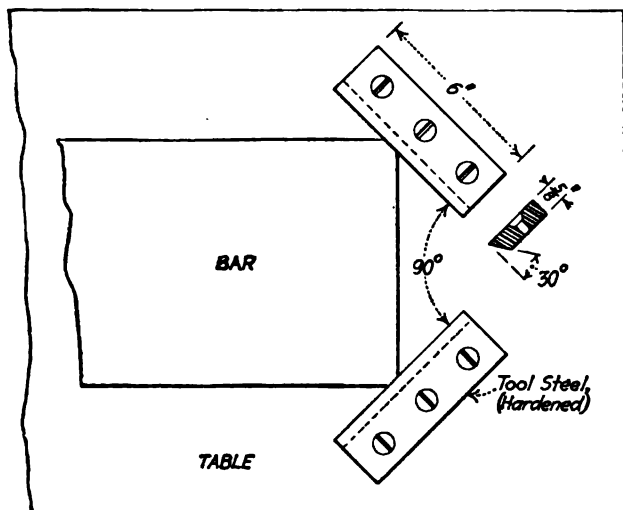 6"
5/8"
30°
90°
BAR
Tool Steel.
(Hardened)
TABLE